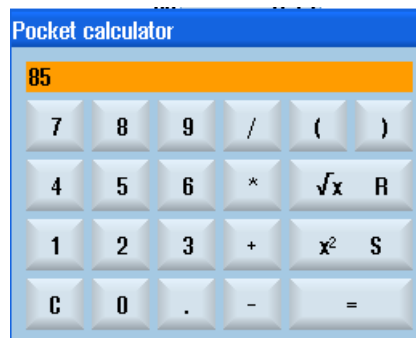 Pocket calculator
85
7 8 9 / ( )
4 5 6 * √x R
1 2 3 + x² S
C 0 . - =